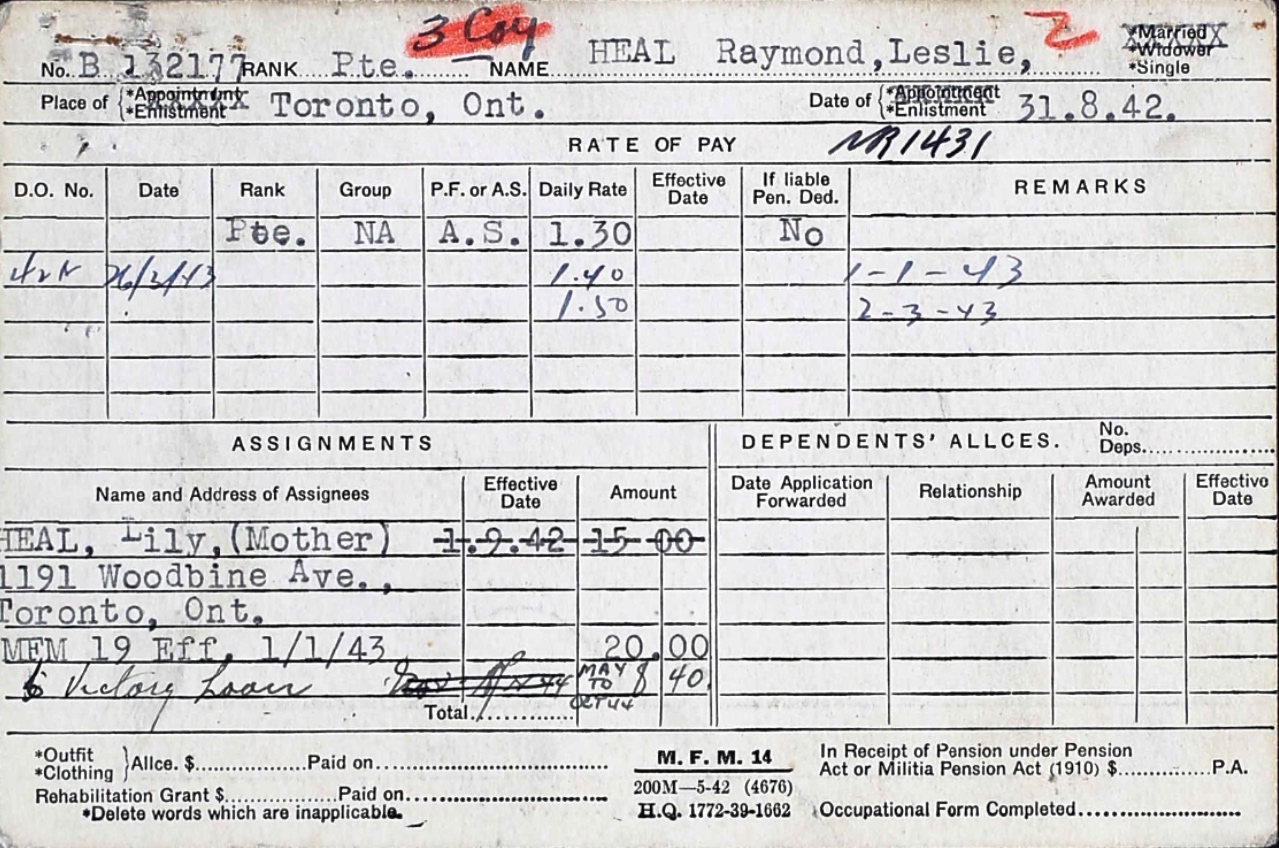 3 Coy
No. B 132177 RANK Pte. NAME HEAL Raymond, Leslie, *Married
*Widower
*Single
Place of {*Appointment *Enlistment Toronto, Ont. Date of {*Appointment *Enlistment 31.8.42.
RATE OF PAY NR1431
D.O. No. Date Rank Group P.F. or A.S. Daily Rate Effective Date If liable Pen. Ded. REMARKS
Pte. NA A.S. 1.30 No
1.40 1-1-43
1.50 2-3-43
ASSIGNMENTS DEPENDENTS' ALLCES. No. Deps.
Name and Address of Assignees Effective Date Amount Date Application Forwarded Relationship Amount Awarded Effective Date
HEAL, Lily, (Mother) 1.9.42 15 00
1191 Woodbine Ave.,
Toronto, Ont.
MFM 19 Eff, 1/1/43 20.00
6 Victory Loan MAY TO OCT 44 8 40
Total
*Outfit
*Clothing } Allce. $ Paid on
Rehabilitation Grant $ Paid on
*Delete words which are inapplicable.
M. F. M. 14
200M—5-42 (4676)
H.Q. 1772-39-1662
In Receipt of Pension under Pension
Act or Militia Pension Act (1910) $ P.A.
Occupational Form Completed